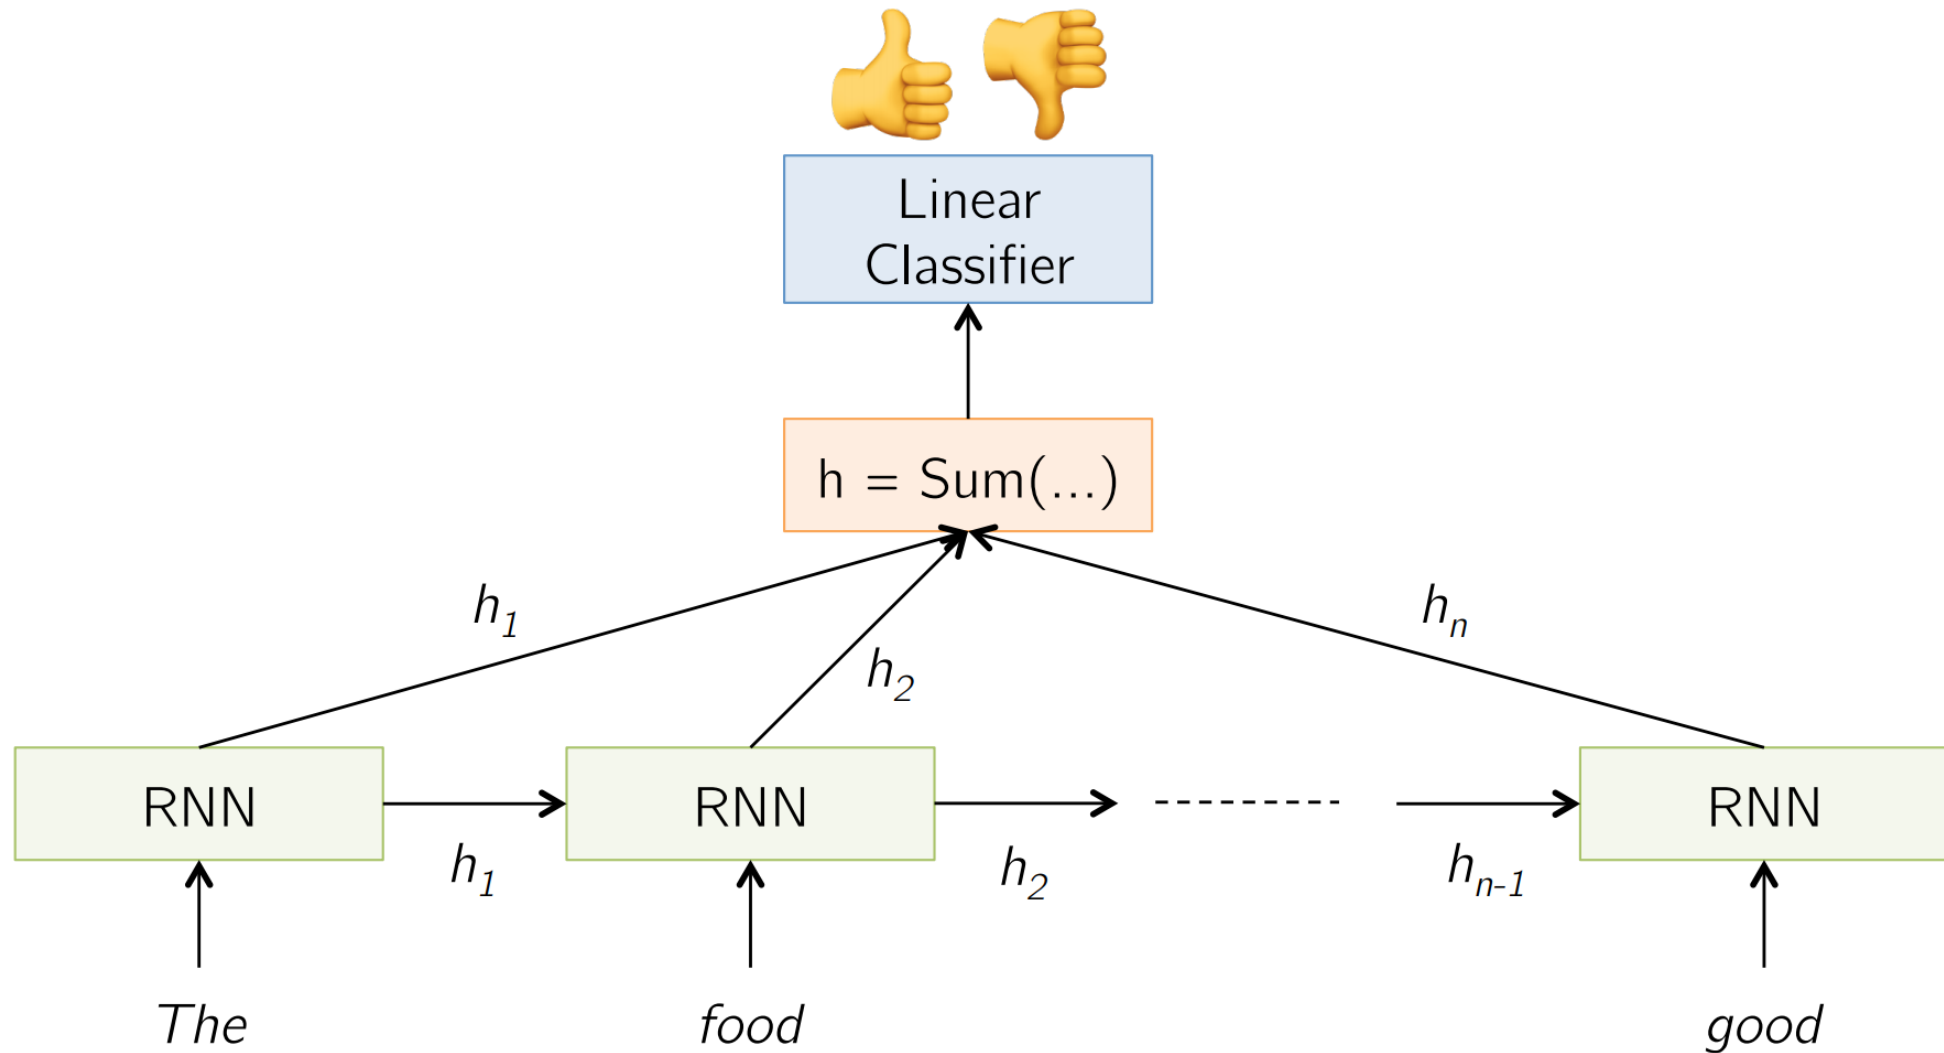 Linear
Classifier
h = Sum(...)
h1
h2
hn
RNN
RNN
RNN
h1
h2
hn-1
The
food
good